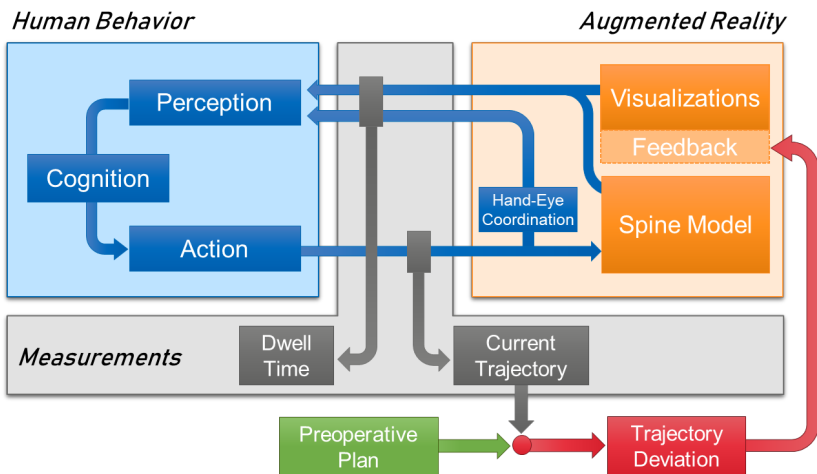 Human Behavior
Augmented Reality
Perception
Visualizations
Feedback
Cognition
Hand-Eye
Coordination
Spine Model
Action
Measurements
Dwell
Time
Current
Trajectory
Preoperative
Plan
Trajectory
Deviation